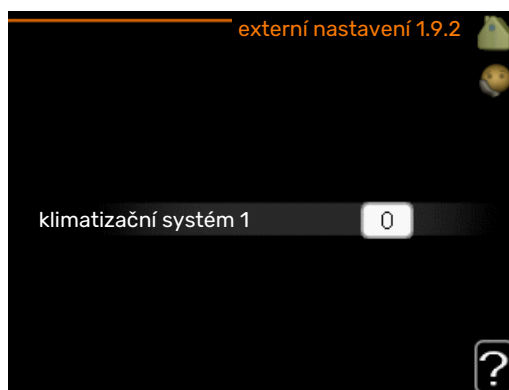 externí nastavení 1.9.2
klimatizační systém 1 0
?